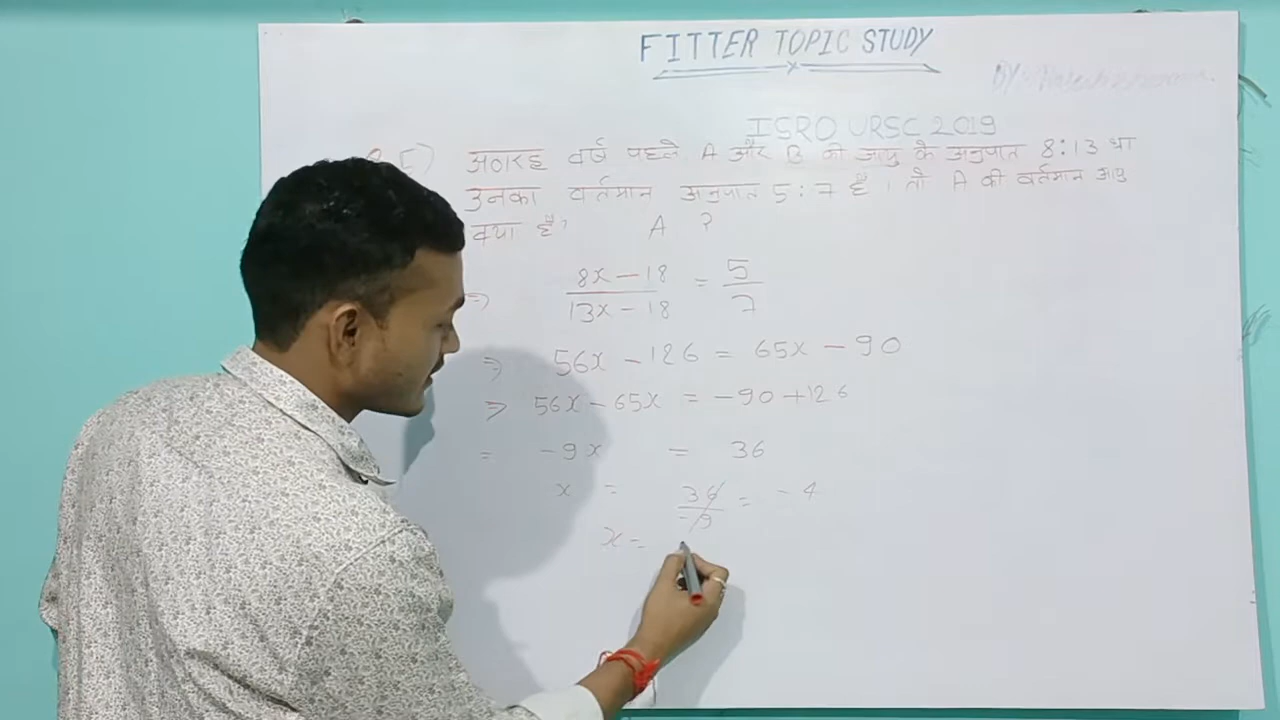 FITTER TOPIC STUDY
BY:-
ISRO URSC 2019
अठारह वर्ष पहले A और B की आयु के अनुपात 8:13 था
उनका वर्तमान अनुपात 5:7 है। तो A की वर्तमान आयु
क्या है? A ?
⇒ 8x-18 / 13x-18 = 5/7
⇒ 56x - 126 = 65x - 90
⇒ 56x - 65x = -90+126
= -9x = 36
x = 36/-9 = -4
x =